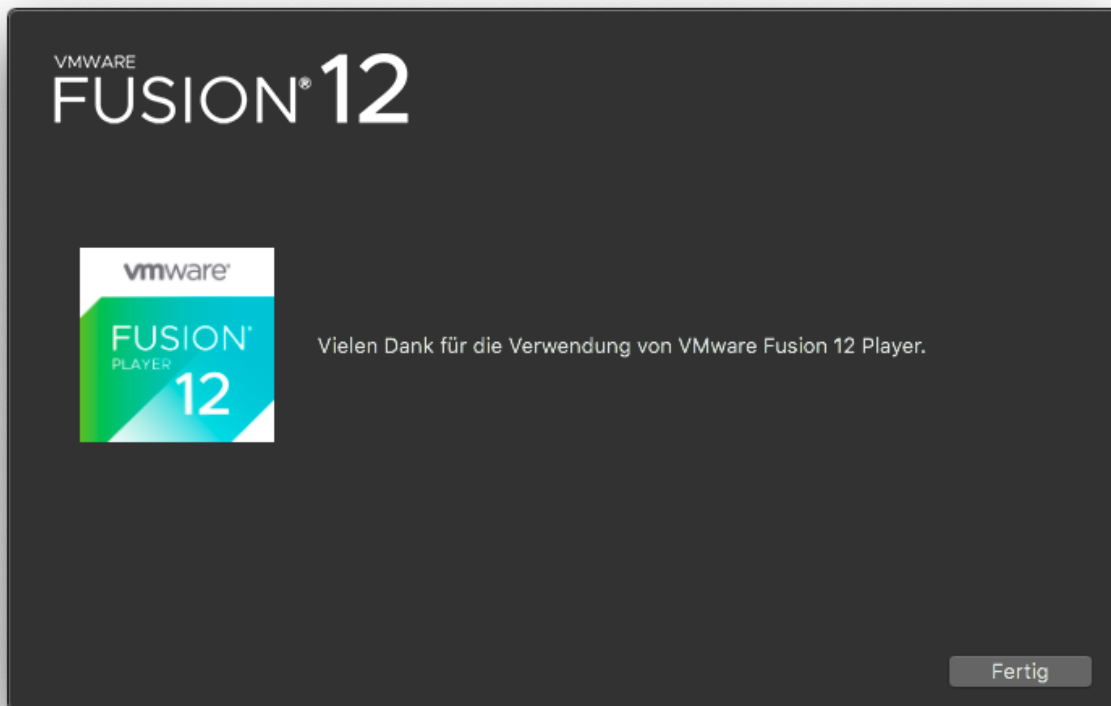 VMWARE
FUSION® 12
vmware®
FUSION®
PLAYER
12
Vielen Dank für die Verwendung von VMware Fusion 12 Player.
Fertig